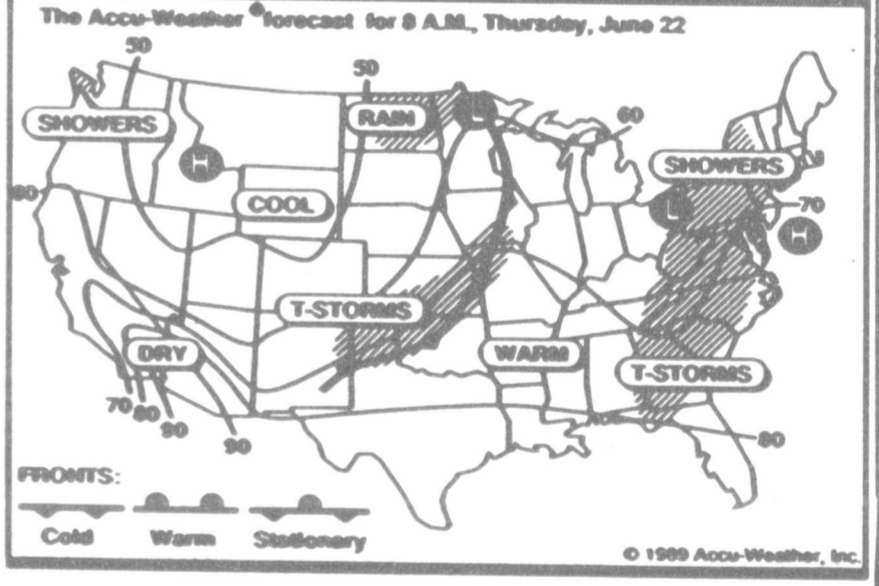 The Accu-Weather ® forecast for 8 A.M., Thursday, June 22
50
50
60
SHOWERS
RAIN
L
SHOWERS
H
60
COOL
L
70
H
T-STORMS
DRY
WARM
T-STORMS
70
80
90
90
80
FRONTS:
Cold
Warm
Stationary
© 1989 Accu-Weather, Inc.